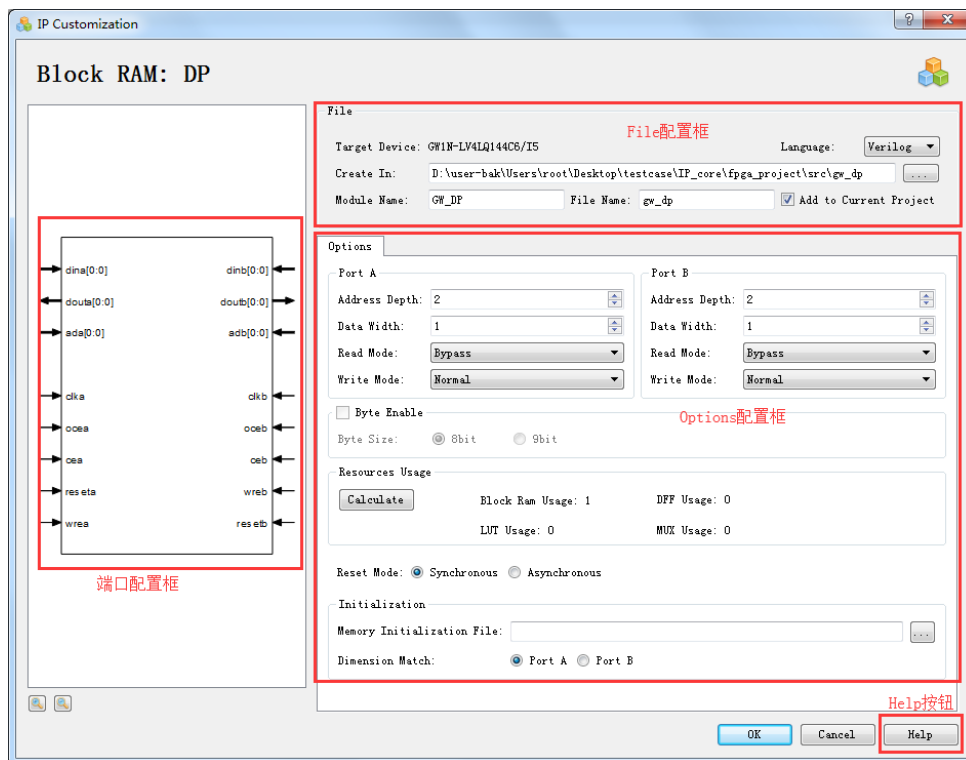 IP Customization
Block RAM: DP
File
File配置框
Target Device: GW1N-LV4LQ144C6/I5
Language: Verilog
Create In: D:\user-bak\Users\root\Desktop\testcase\IP_core\fpga_project\src\gw_dp ...
Module Name: GW_DP File Name: gw_dp Add to Current Project
dina[0:0] dinb[0:0]
douta[0:0] doutb[0:0]
ada[0:0] adb[0:0]
clka clkb
ocea oceb
cea ceb
reseta wreb
wrea resetb
端口配置框
Options
Port A
Address Depth: 2
Data Width: 1
Read Mode: Bypass
Write Mode: Normal
Port B
Address Depth: 2
Data Width: 1
Read Mode: Bypass
Write Mode: Normal
Options配置框
Byte Enable
Byte Size: 8bit 9bit
Resources Usage
Calculate Block Ram Usage: 1 DFF Usage: 0
LUT Usage: 0 MUX Usage: 0
Reset Mode: Synchronous Asynchronous
Initialization
Memory Initialization File: ...
Dimension Match: Port A Port B
Help按钮
OK Cancel Help